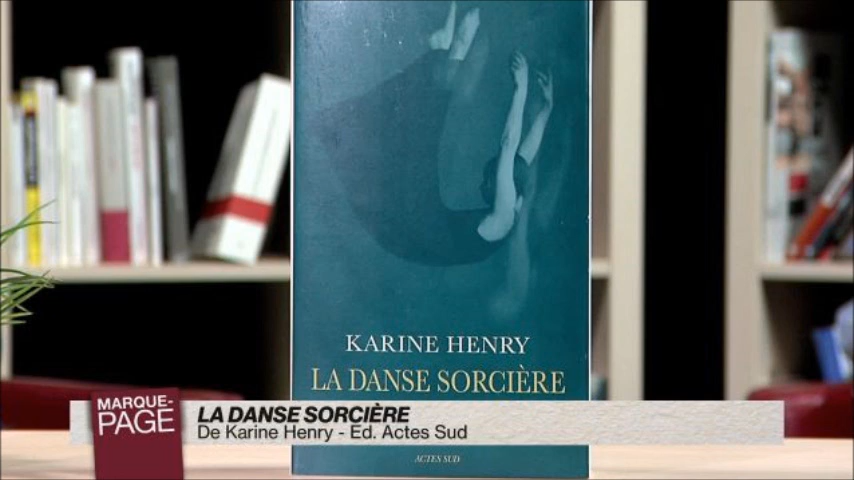 KARINE HENRY
LA DANSE SORCIÈRE
MARQUE-
PAGE
LA DANSE SORCIÈRE
De Karine Henry - Ed. Actes Sud
ACTES SUD